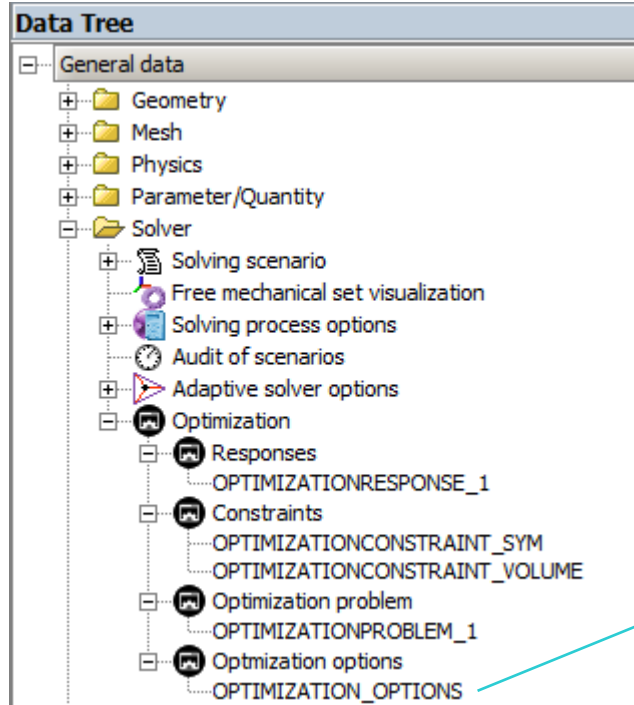 Data Tree
General data
Geometry
Mesh
Physics
Parameter/Quantity
Solver
Solving scenario
Free mechanical set visualization
Solving process options
Audit of scenarios
Adaptive solver options
Optimization
Responses
OPTIMIZATIONRESPONSE_1
Constraints
OPTIMIZATIONCONSTRAINT_SYM
OPTIMIZATIONCONSTRAINT_VOLUME
Optimization problem
OPTIMIZATIONPROBLEM_1
Optmization options
OPTIMIZATION_OPTIONS